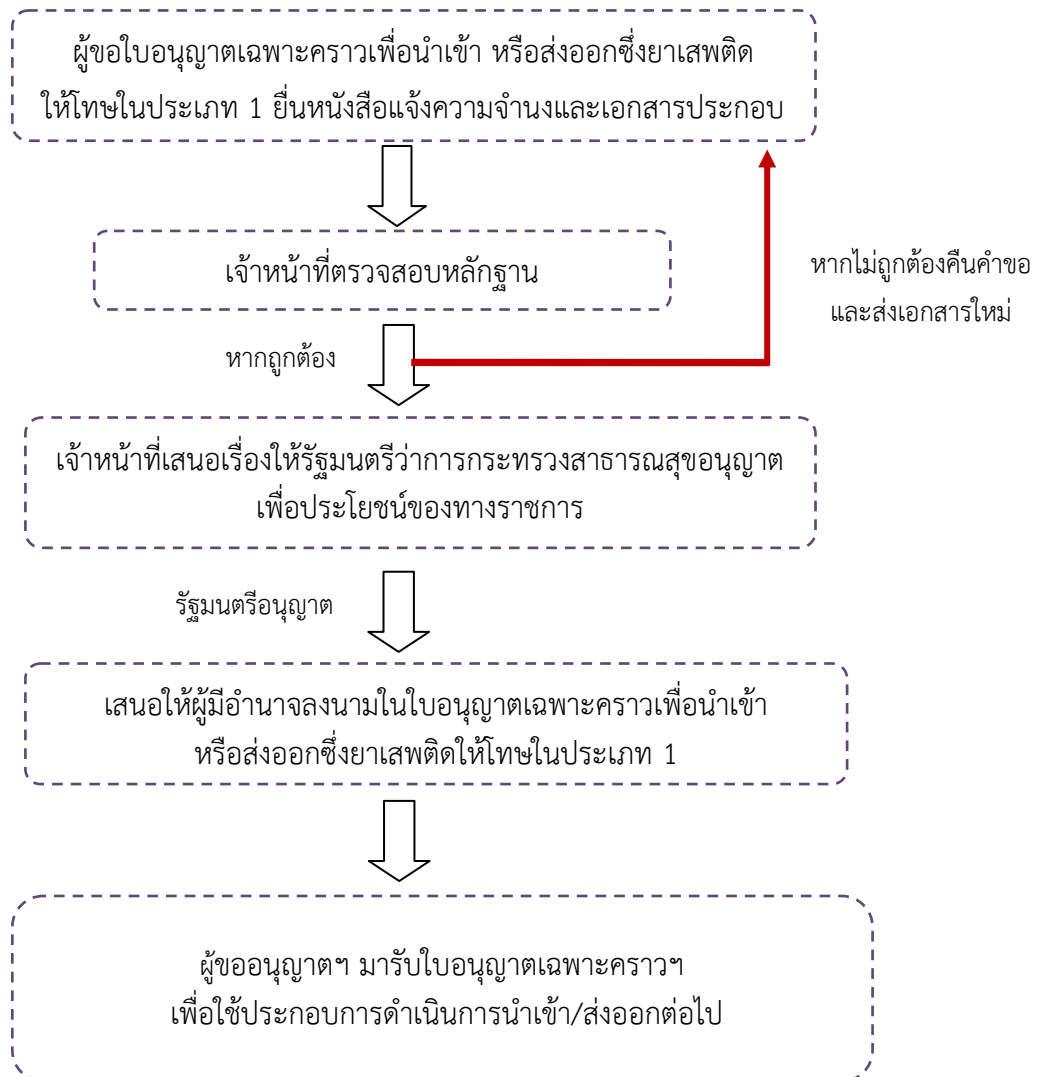 ผู้ขอใบอนุญาตเฉพาะคราวเพื่อนำเข้า หรือส่งออกซึ่งยาเสพติด
ให้โทษในประเภท 1 ยื่นหนังสือแจ้งความจำนงและเอกสารประกอบ
เจ้าหน้าที่ตรวจสอบหลักฐาน
หากไม่ถูกต้องคืนคำขอ
และส่งเอกสารใหม่
หากถูกต้อง
เจ้าหน้าที่เสนอเรื่องให้รัฐมนตรีว่าการกระทรวงสาธารณสุขอนุญาต
เพื่อประโยชน์ของทางราชการ
รัฐมนตรีอนุญาต
เสนอให้ผู้มีอำนาจลงนามในใบอนุญาตเฉพาะคราวเพื่อนำเข้า
หรือส่งออกซึ่งยาเสพติดให้โทษในประเภท 1
ผู้ขออนุญาตฯ มารับใบอนุญาตเฉพาะคราวฯ
เพื่อใช้ประกอบการดำเนินการนำเข้า/ส่งออกต่อไป